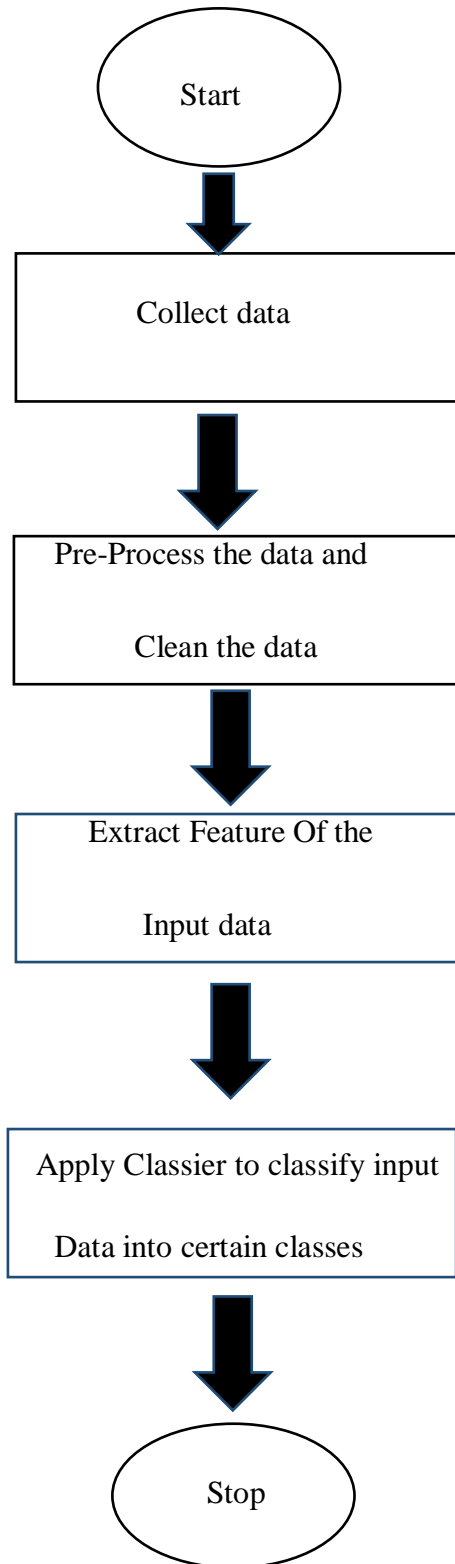 Start
Collect data
Pre-Process the data and
Clean the data
Extract Feature Of the
Input data
Apply Classier to classify input
Data into certain classes
Stop